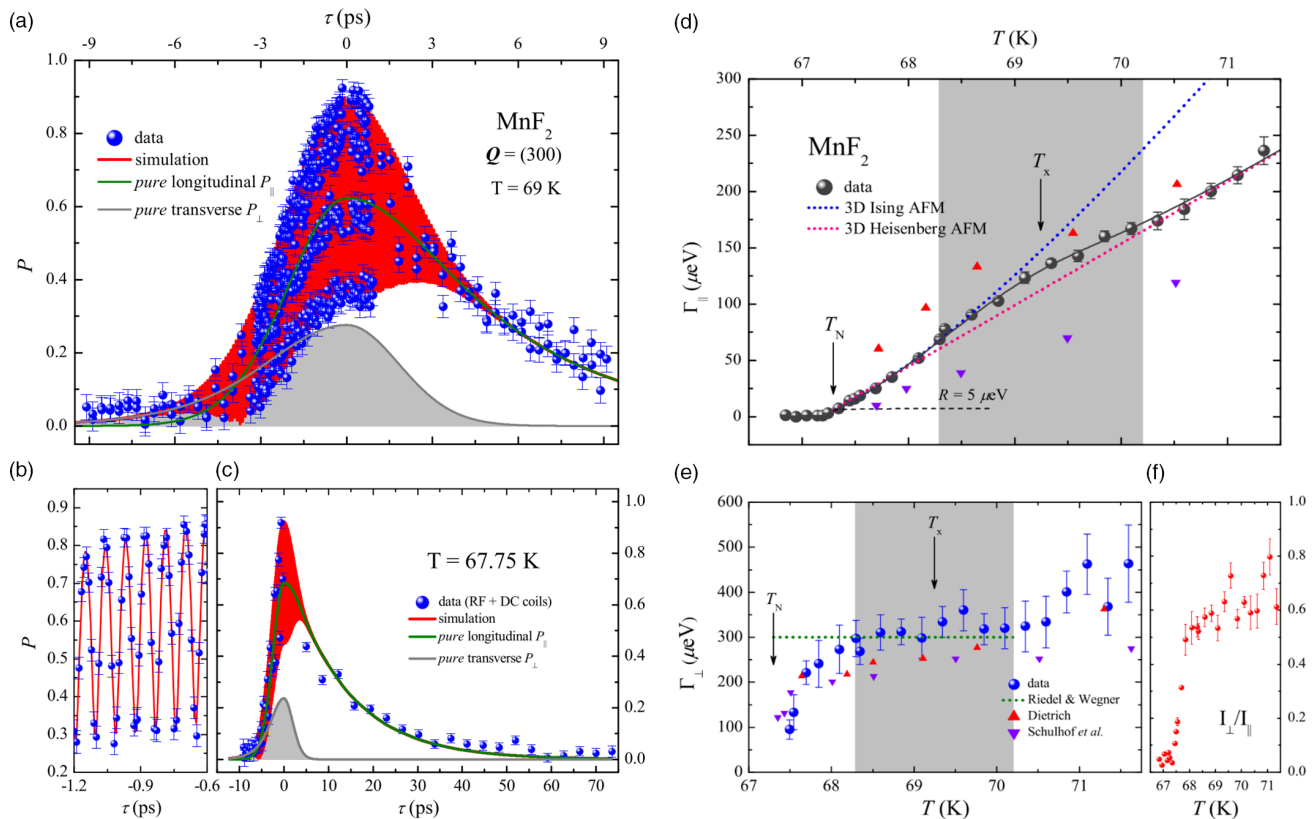 (a)
τ (ps)
-9 -6 -3 0 3 6 9
1.0
0.8
0.6
0.4
0.2
0.0
P
data
simulation
pure longitudinal P∥
pure transverse P⊥
MnF2
Q = (300)
T = 69 K
(b)
0.9
0.8
0.7
0.6
0.5
0.4
0.3
0.2
P
-1.2 -0.9 -0.6
τ (ps)
(c)
T = 67.75 K
data (RF + DC coils)
simulation
pure longitudinal P∥
pure transverse P⊥
1.0
0.8
0.6
0.4
0.2
0.0
-10 0 10 20 30 40 50 60 70
τ (ps)
(d)
T (K)
67 68 69 70 71
300
250
200
150
100
50
0
Γ∥ (μeV)
MnF2
data
3D Ising AFM
3D Heisenberg AFM
Tx
TN
R = 5 μeV
(e)
600
500
400
300
200
100
0
Γ⊥ (μeV)
TN
Tx
data
Riedel & Wegner
Dietrich
Schulhof et al.
67 68 69 70 71
T (K)
(f)
I⊥/I∥
1.0
0.8
0.6
0.4
0.2
0.0
67 68 69 70 71
T (K)